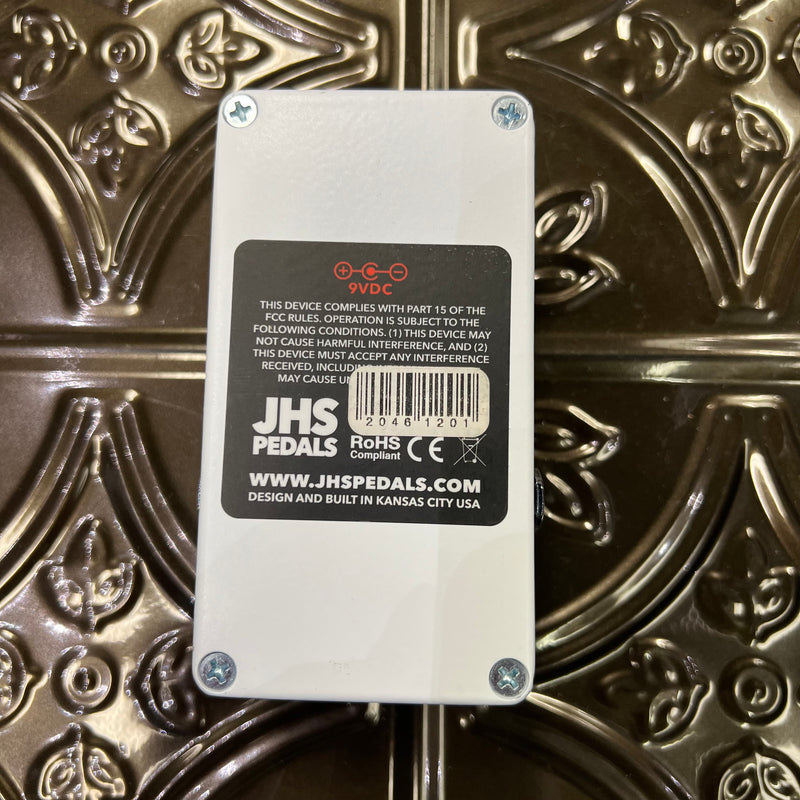 9VDC
THIS DEVICE COMPLIES WITH PART 15 OF THE
FCC RULES. OPERATION IS SUBJECT TO THE
FOLLOWING CONDITIONS. (1) THIS DEVICE MAY
NOT CAUSE HARMFUL INTERFERENCE, AND (2)
THIS DEVICE MUST ACCEPT ANY INTERFERENCE
RECEIVED,
MAY CAUSE
2046 1201
JHS
PEDALS
RoHS
Compliant
CE
WWW.JHSPEDALS.COM
DESIGN AND BUILT IN KANSAS CITY USA